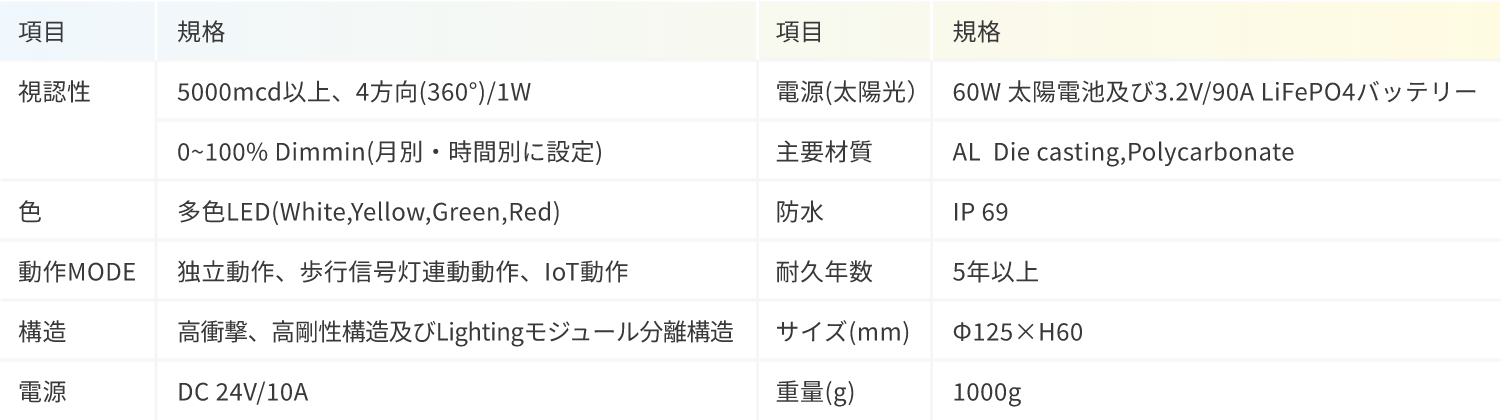 項目 規格 項目 規格
視認性 5000mcd以上、4方向(360°)/1W 電源(太陽光） 60W 太陽電池及び3.2V/90A LiFePO4バッテリー
0~100% Dimmin(月別・時間別に設定) 主要材質 AL Die casting,Polycarbonate
色 多色LED(White,Yellow,Green,Red) 防水 IP 69
動作MODE 独立動作、歩行信号灯連動動作、IoT動作 耐久年数 5年以上
構造 高衝撃、高剛性構造及びLightingモジュール分離構造 サイズ(mm) Φ125×H60
電源 DC 24V/10A 重量(g) 1000g